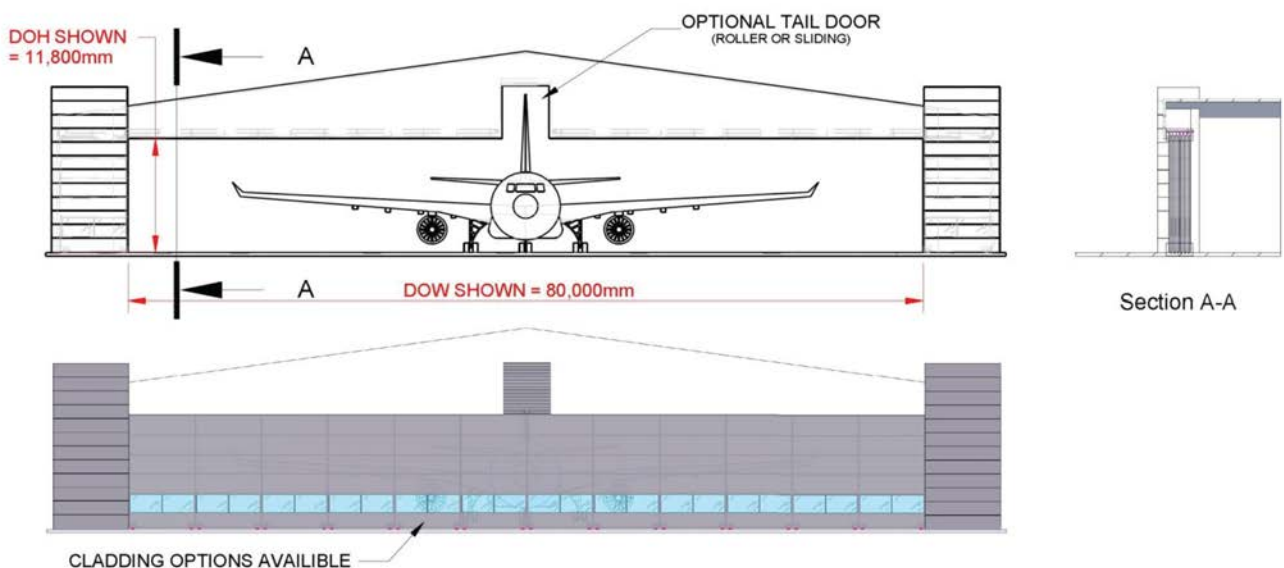 DOH SHOWN
= 11,800mm
A
OPTIONAL TAIL DOOR
(ROLLER OR SLIDING)
A
DOW SHOWN = 80,000mm
Section A-A
CLADDING OPTIONS AVAILIBLE